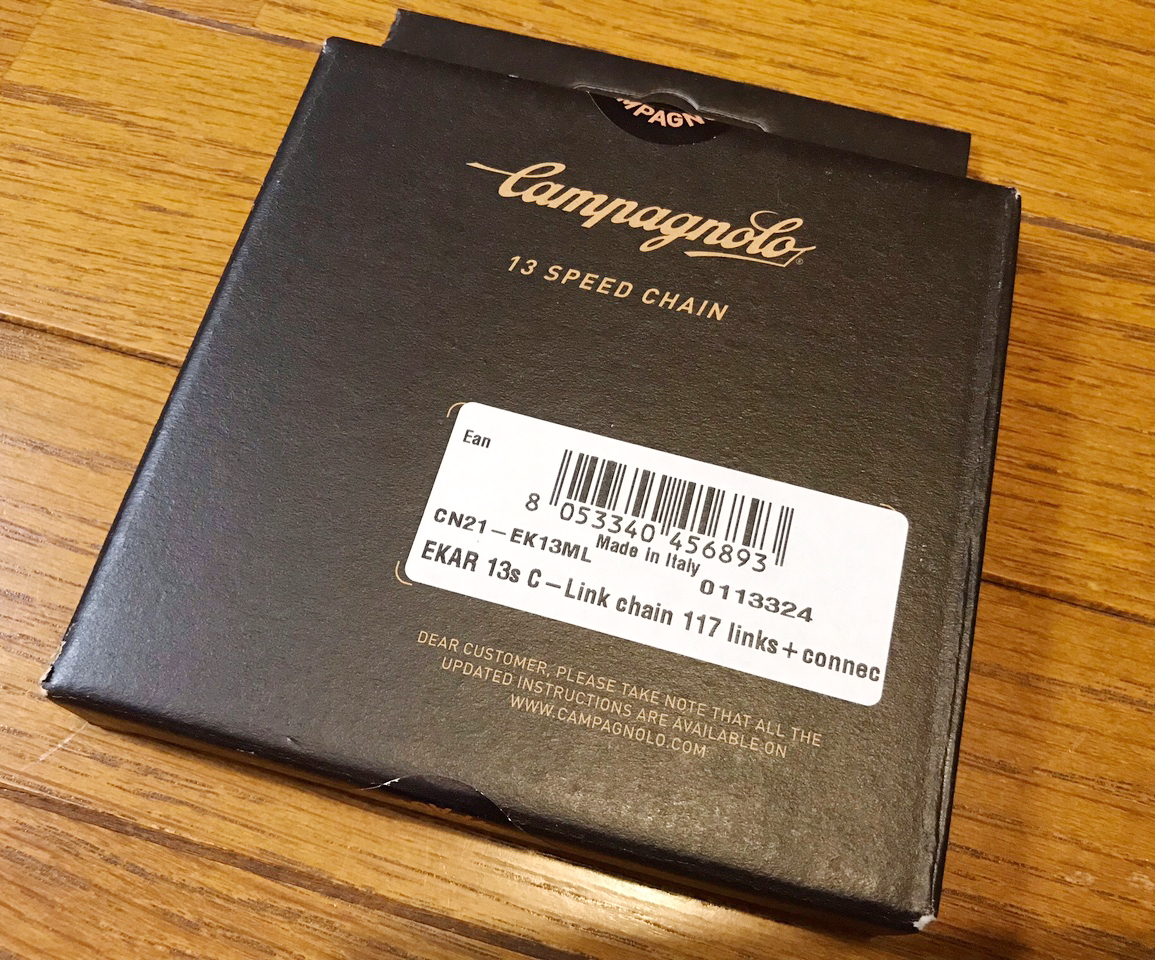 MPAGN
Campagnolo®
13 SPEED CHAIN
Ean
8 053340 456893
CN21-EK13ML Made in Italy 0113324
EKAR 13s C-Link chain 117 links+connec
DEAR CUSTOMER, PLEASE TAKE NOTE THAT ALL THE
UPDATED INSTRUCTIONS ARE AVAILABLE ON
WWW.CAMPAGNOLO.COM